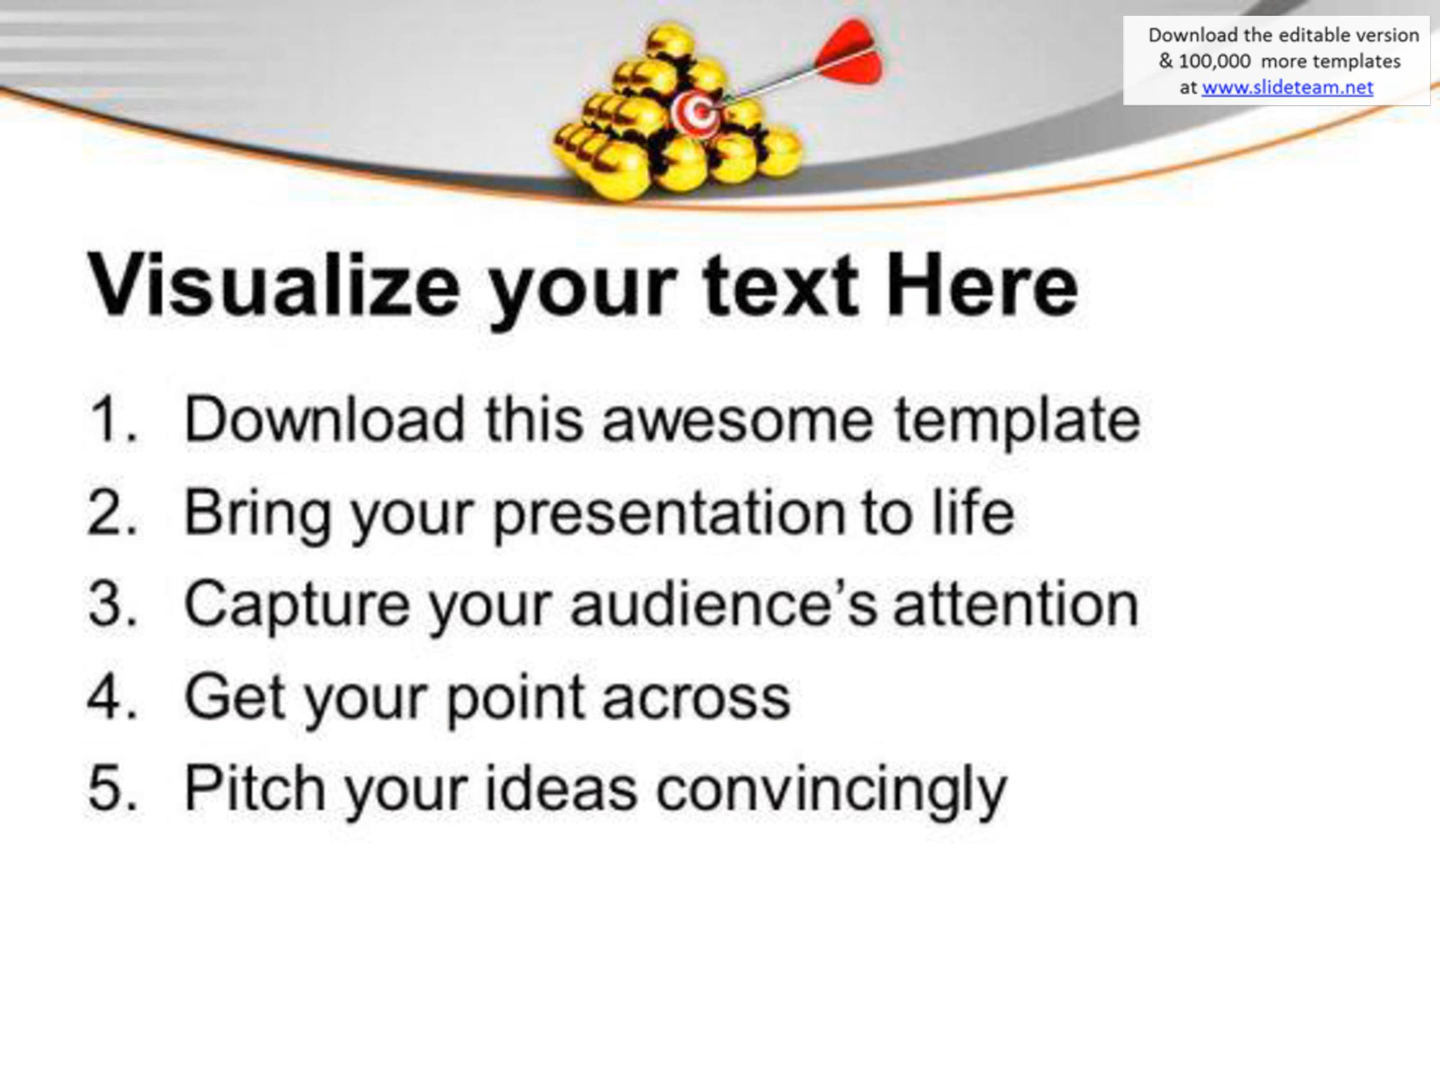 Download the editable version
& 100,000 more templates
at www.slideteam.net
Visualize your text Here
1. Download this awesome template
2. Bring your presentation to life
3. Capture your audience’s attention
4. Get your point across
5. Pitch your ideas convincingly